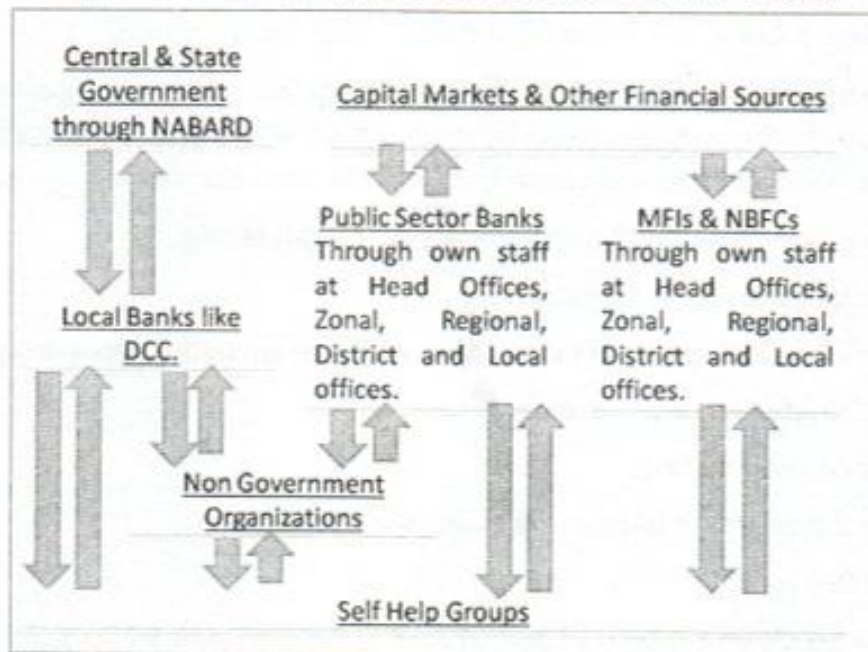 Central & State
Government
through NABARD
Capital Markets & Other Financial Sources
Public Sector Banks
Through own staff
at Head Offices,
Zonal, Regional,
District and Local
offices.
MFIs & NBFCs
Through own staff
at Head Offices,
Zonal, Regional,
District and Local
offices.
Local Banks like
DCC.
Non Government
Organizations
Self Help Groups